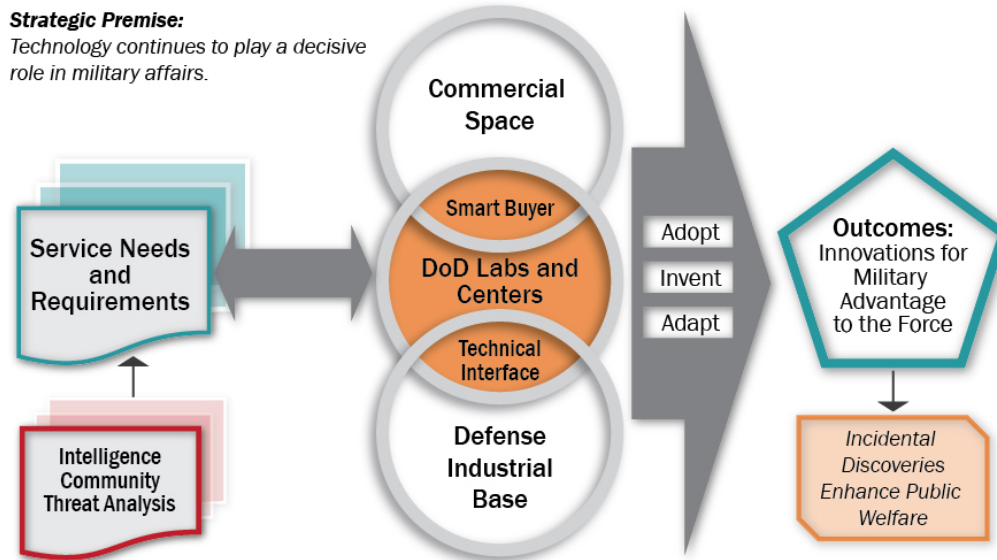 Strategic Premise:
Technology continues to play a decisive
role in military affairs.
Commercial
Space
Smart Buyer
Service Needs
and
Requirements
DoD Labs and
Centers
Technical
Interface
Defense
Industrial
Base
Intelligence
Community
Threat Analysis
Adopt
Invent
Adapt
Outcomes:
Innovations for
Military
Advantage
to the Force
Incidental
Discoveries
Enhance Public
Welfare